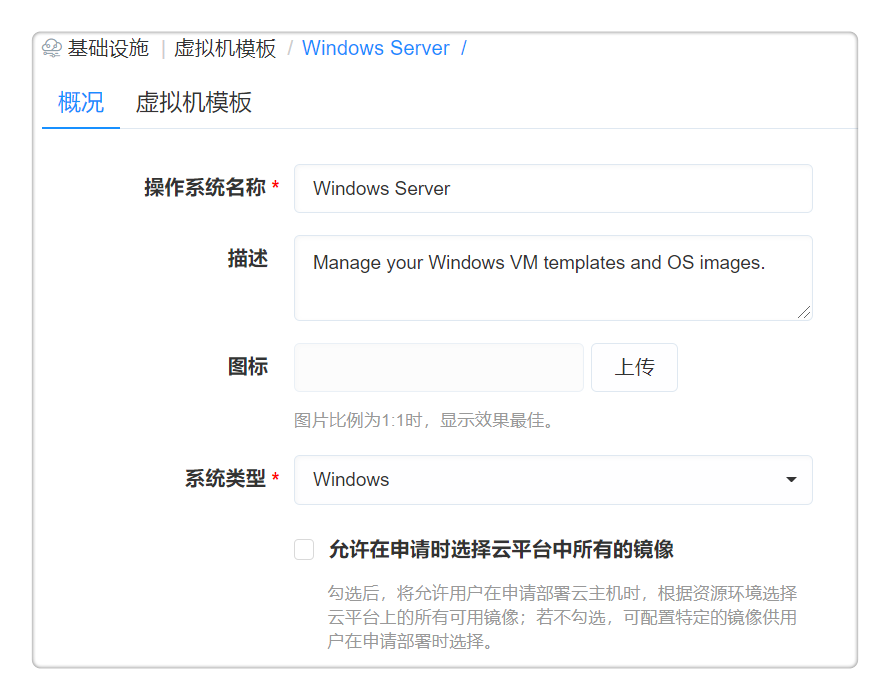 基础设施 | 虚拟机模板 / Windows Server /
概况 虚拟机模板
操作系统名称 * Windows Server
描述 Manage your Windows VM templates and OS images.
图标 上传
图片比例为1:1时，显示效果最佳。
系统类型 * Windows
允许在申请时选择云平台中所有的镜像
勾选后，将允许用户在申请部署云主机时，根据资源环境选择
云平台上的所有可用镜像；若不勾选，可配置特定的镜像供用
户在申请部署时选择。